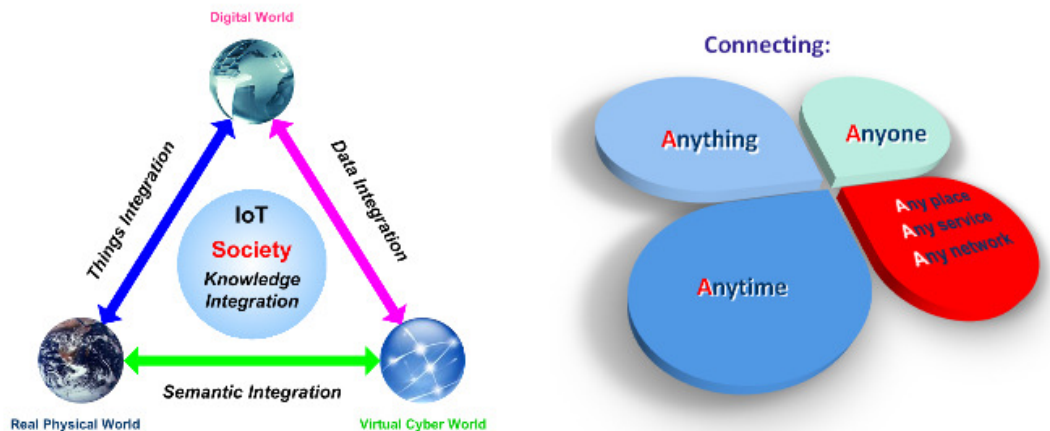 Digital World
Things Integration
Data Integration
IoT
Society
Knowledge
Integration
Semantic Integration
Real Physical World
Virtual Cyber World
Connecting:
Anything
Anyone
Any place
Any service
Any network
Anytime